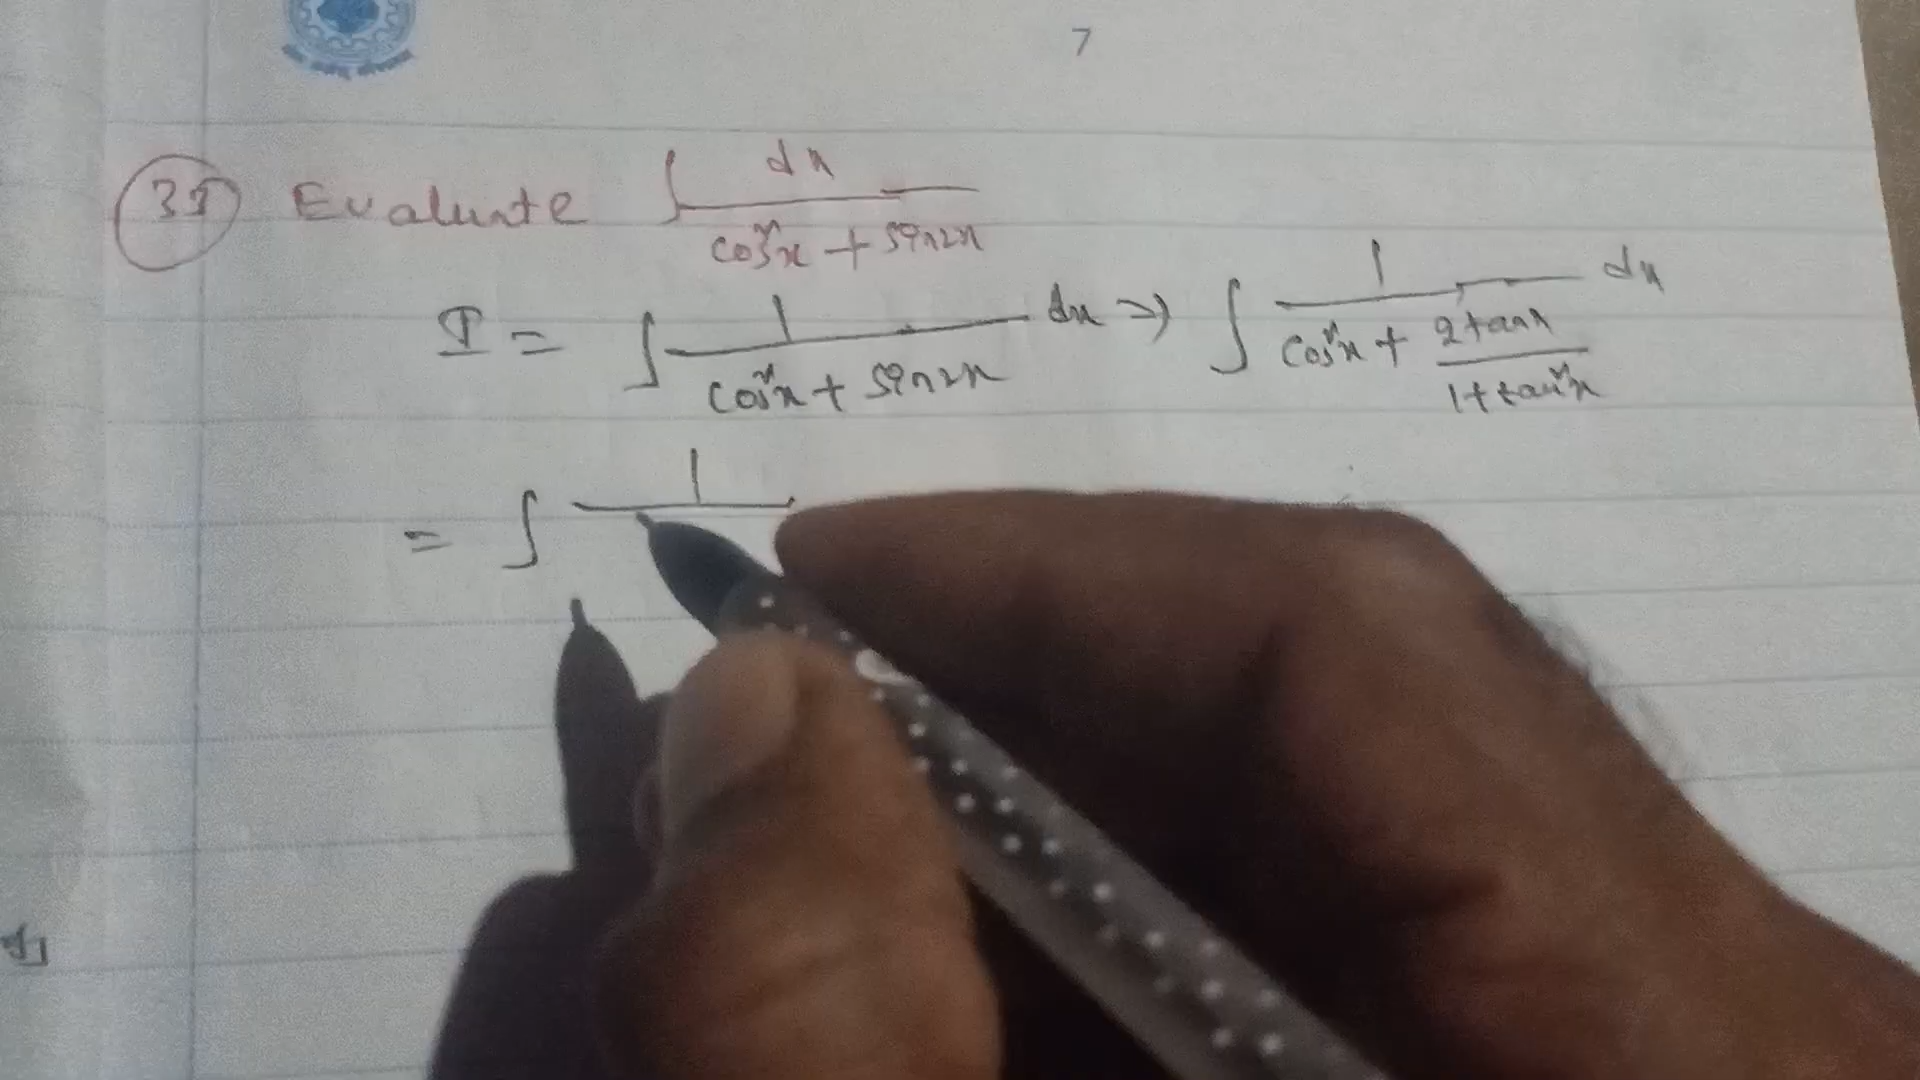 7
31 Evaluate ∫ dx / cos²x + sin2x
I = ∫ 1 / cos²x + sin2x dx ⇒ ∫ 1 / cos²x + 2tanx / 1+tan²x dx
= ∫ 1